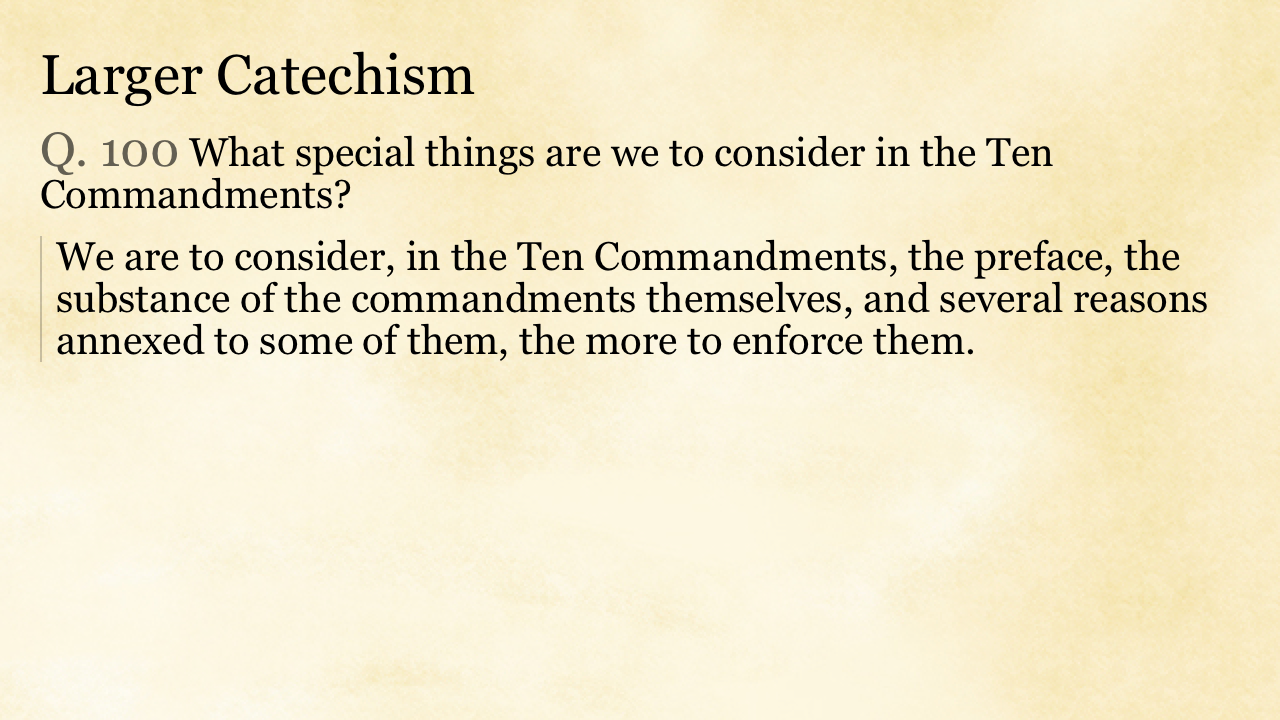 Larger Catechism
Q. 100 What special things are we to consider in the Ten
Commandments?
We are to consider, in the Ten Commandments, the preface, the
substance of the commandments themselves, and several reasons
annexed to some of them, the more to enforce them.